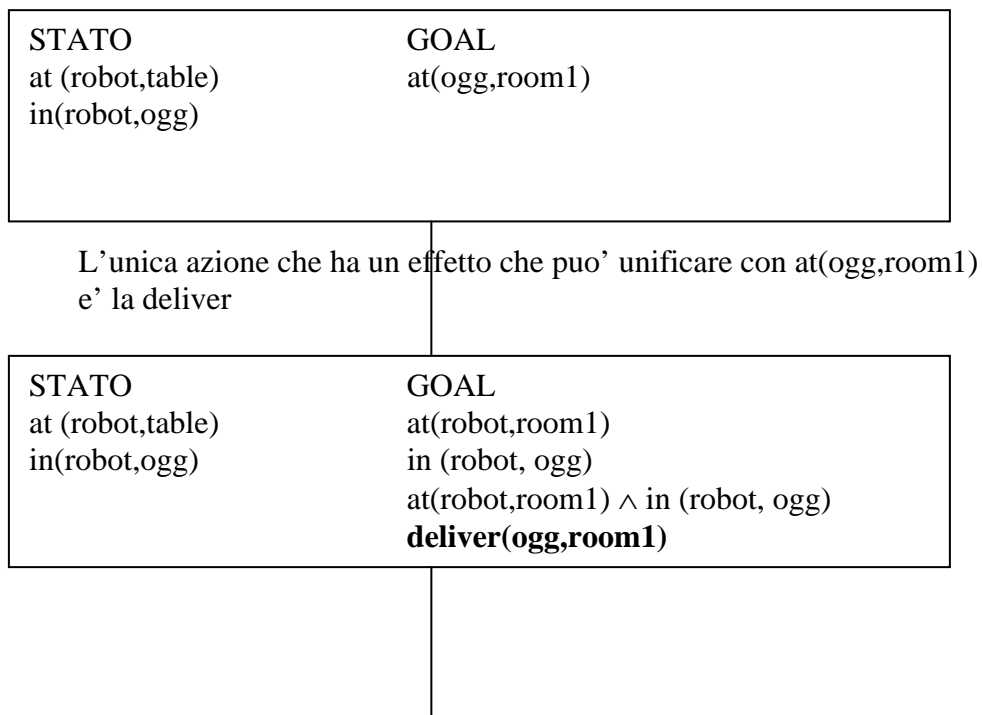 STATO GOAL
at (robot,table) at(ogg,room1)
in(robot,ogg)
L’unica azione che ha un effetto che puo’ unificare con at(ogg,room1)
e’ la deliver
STATO GOAL
at (robot,table) at(robot,room1)
in(robot,ogg) in (robot, ogg)
at(robot,room1) ∧ in (robot, ogg)
deliver(ogg,room1)